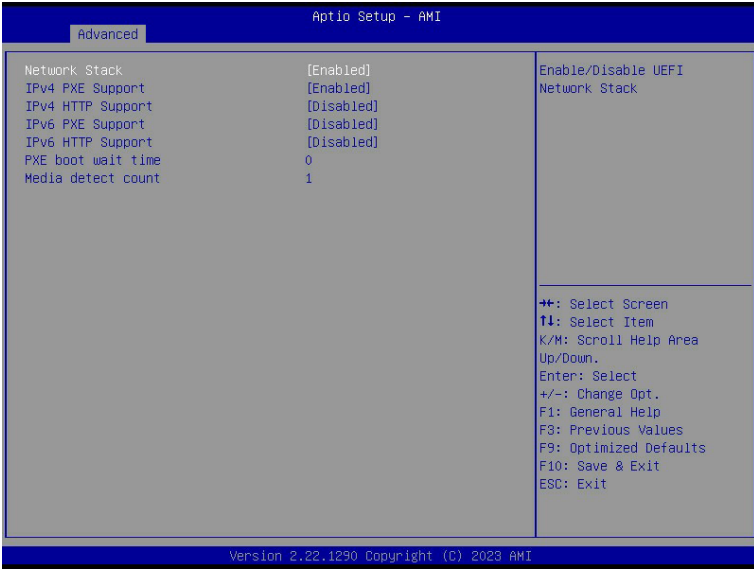 Aptio Setup – AMI
Advanced
Network Stack [Enabled]
IPv4 PXE Support [Enabled]
IPv4 HTTP Support [Disabled]
IPv6 PXE Support [Disabled]
IPv6 HTTP Support [Disabled]
PXE boot wait time 0
Media detect count 1
Enable/Disable UEFI
Network Stack
→←: Select Screen
↑↓: Select Item
K/M: Scroll Help Area
Up/Down.
Enter: Select
+/-: Change Opt.
F1: General Help
F3: Previous Values
F9: Optimized Defaults
F10: Save & Exit
ESC: Exit
Version 2.22.1290 Copyright (C) 2023 AMI